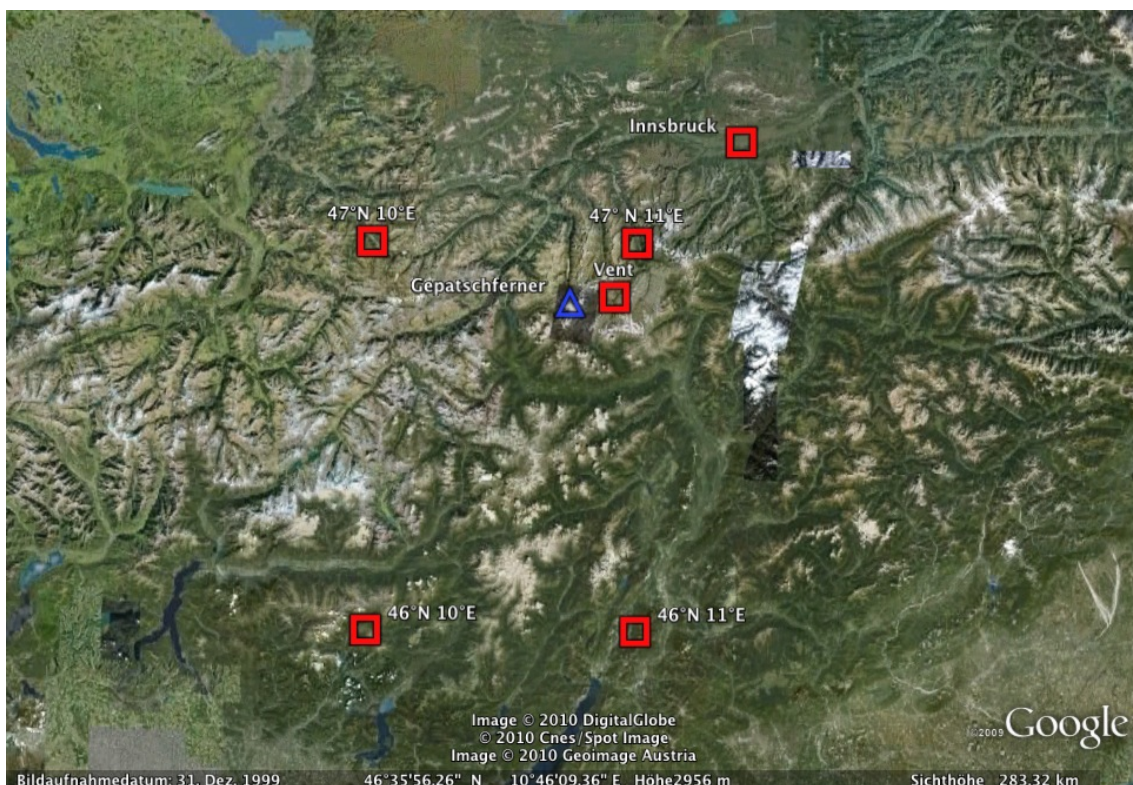 Innsbruck
47°N 10°E
47° N 11°E
Vent
Gepatschferner
46°N 10°E
46°N 11°E
Image © 2010 DigitalGlobe
© 2010 Cnes/Spot Image
Image © 2010 Geoimage Austria
©2009 Google
Bildaufnahmedatum: 31. Dez. 1999 46°35'56.26" N 10°46'09.36" E Höhe2956 m Sichthöhe 283.32 km